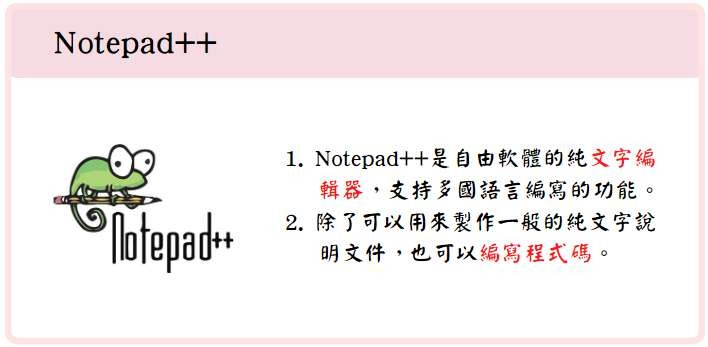 Notepad++
Notepad++
1. Notepad++是自由軟體的純文字編
輯器，支持多國語言編寫的功能。
2. 除了可以用來製作一般的純文字說
明文件，也可以編寫程式碼。